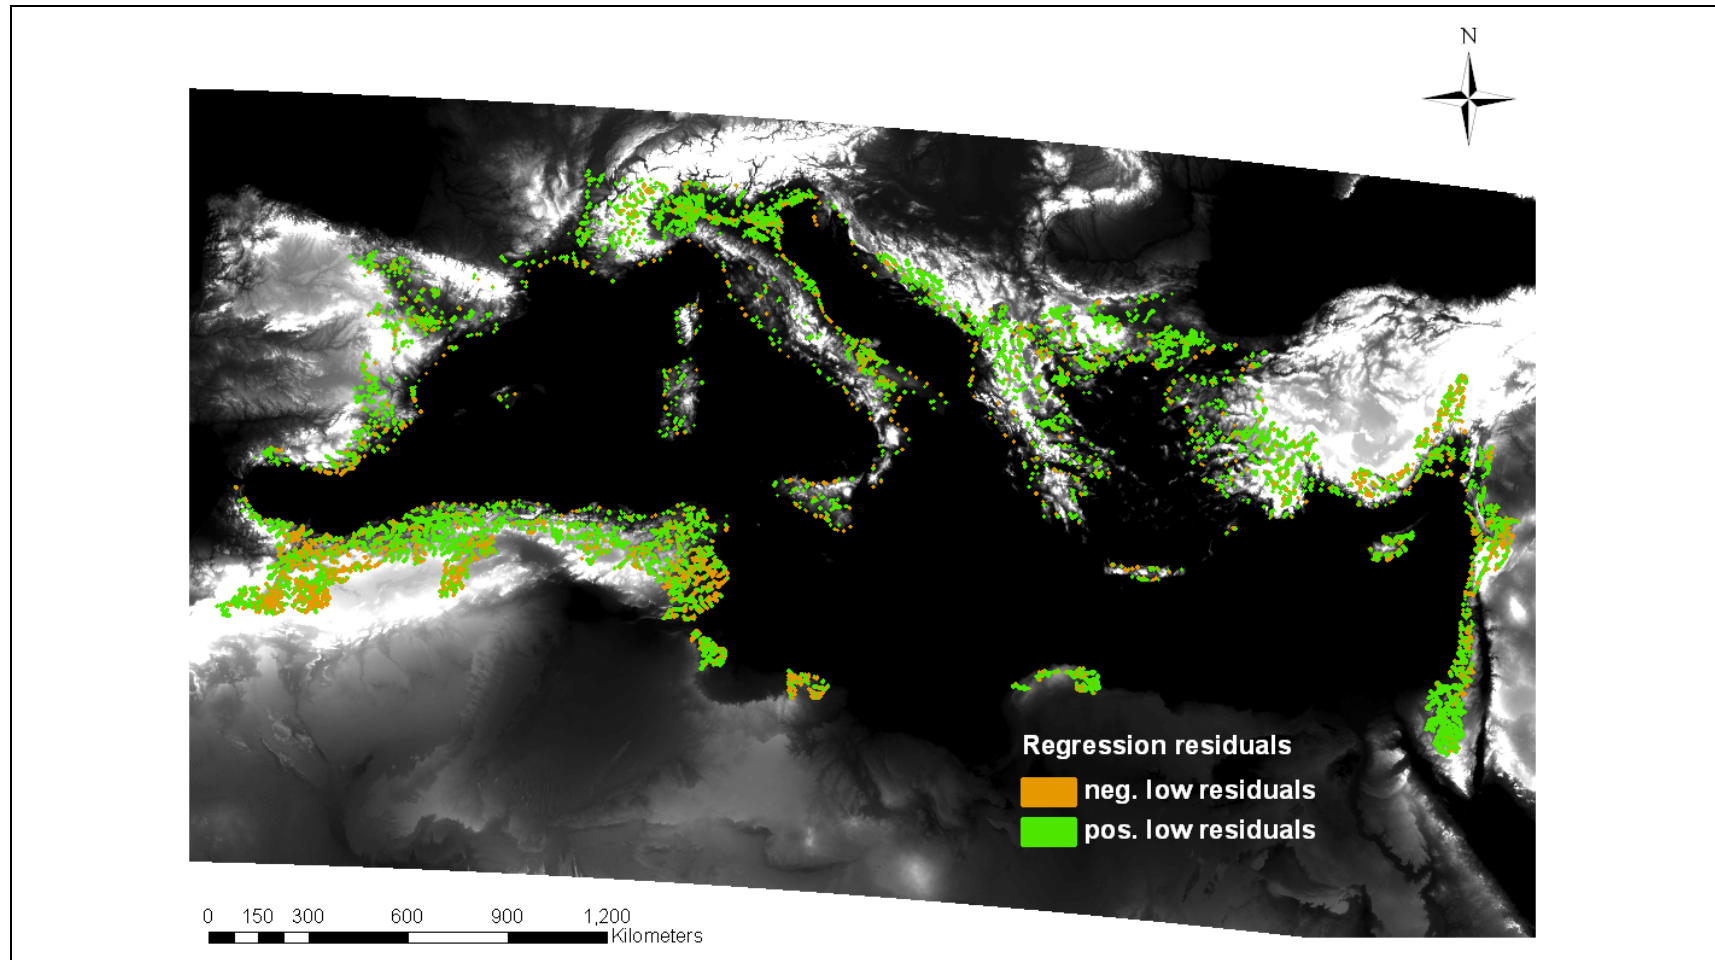 N
Regression residuals
neg. low residuals
pos. low residuals
0 150 300 600 900 1,200
Kilometers